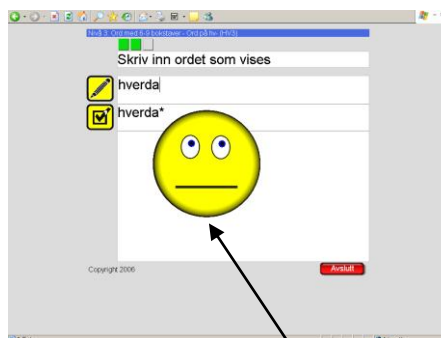 Nivå 3: Ord med 6-9 bokstaver - Ord på hv- (HV3)
Skriv inn ordet som vises
hverda
hverda*
Copyright 2006
Avslutt